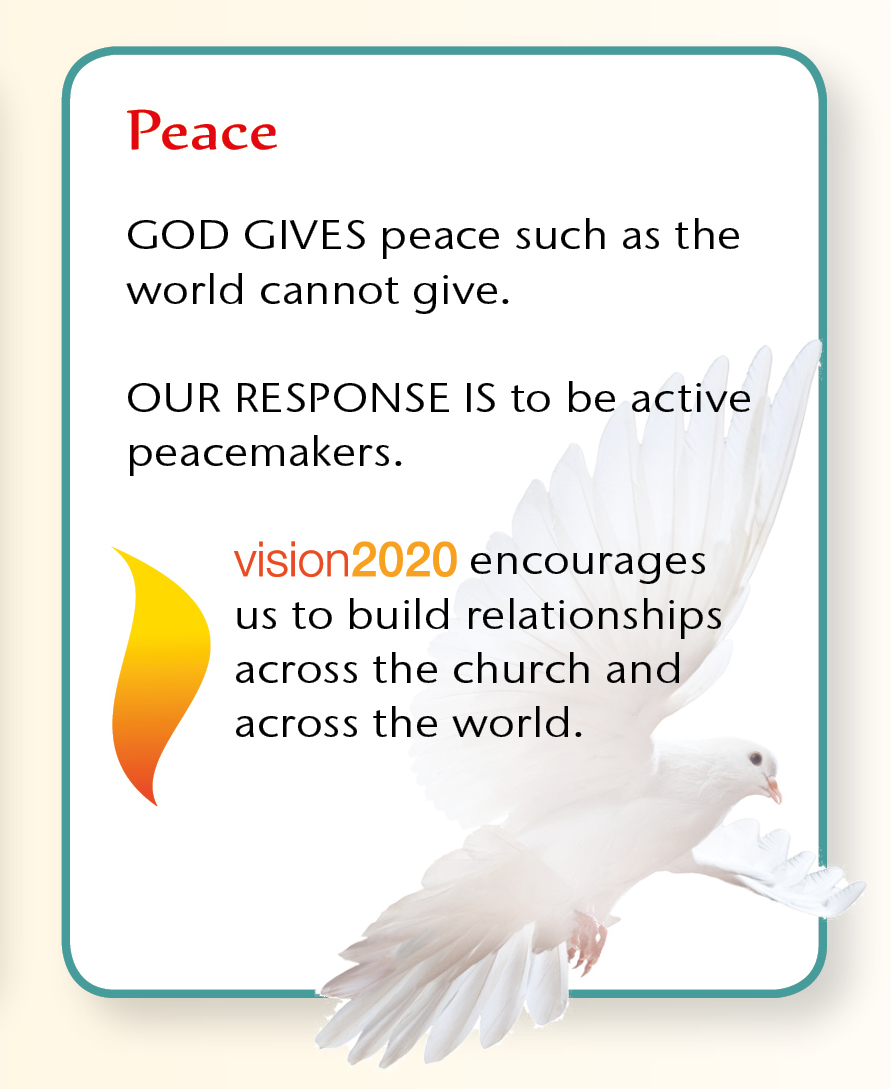 Peace
GOD GIVES peace such as the
world cannot give.
OUR RESPONSE IS to be active
peacemakers.
vision2020 encourages
us to build relationships
across the church and
across the world.